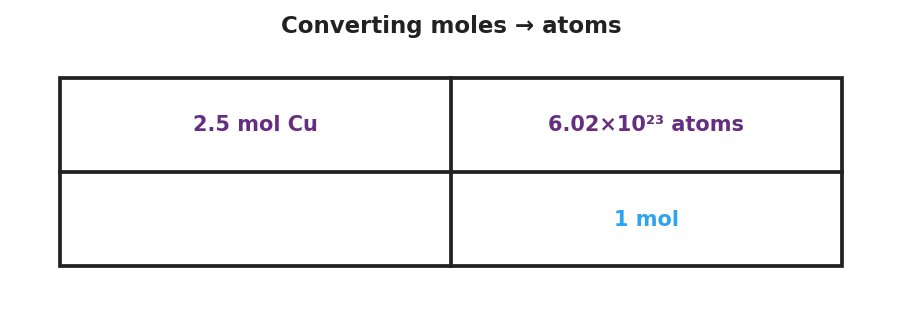 Converting moles → atoms
2.5 mol Cu
6.02×10²³ atoms
1 mol